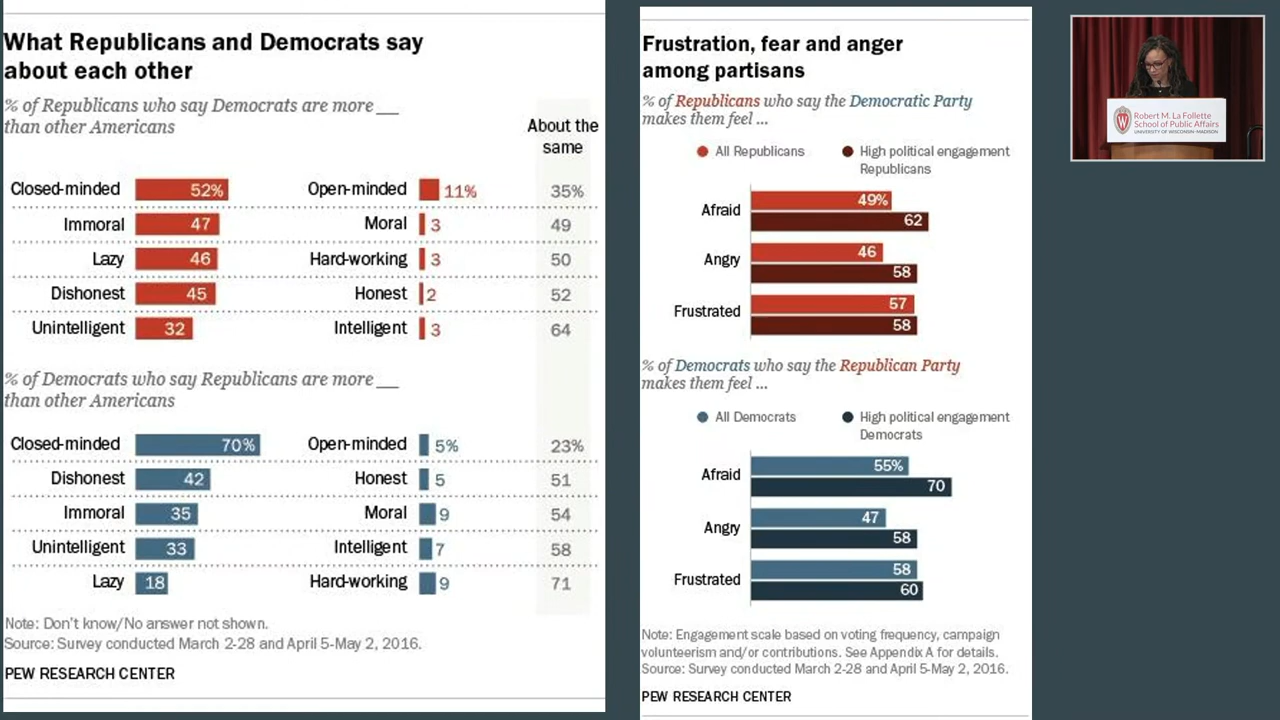 What Republicans and Democrats say
about each other
% of Republicans who say Democrats are more __
than other Americans
About the
same
Closed-minded 52% Open-minded 11% 35%
Immoral 47 Moral 3 49
Lazy 46 Hard-working 3 50
Dishonest 45 Honest 2 52
Unintelligent 32 Intelligent 3 64
% of Democrats who say Republicans are more __
than other Americans
Closed-minded 70% Open-minded 5% 23%
Dishonest 42 Honest 5 51
Immoral 35 Moral 9 54
Unintelligent 33 Intelligent 7 58
Lazy 18 Hard-working 9 71
Note: Don't know/No answer not shown.
Source: Survey conducted March 2-28 and April 5-May 2, 2016.
PEW RESEARCH CENTER
Frustration, fear and anger
among partisans
% of Republicans who say the Democratic Party
makes them feel ...
All Republicans High political engagement
Republicans
Afraid 49%
62
Angry 46
58
Frustrated 57
58
% of Democrats who say the Republican Party
makes them feel ...
All Democrats High political engagement
Democrats
Afraid 55%
70
Angry 47
58
Frustrated 58
60
Note: Engagement scale based on voting frequency, campaign
volunteerism and/or contributions. See Appendix A for details.
Source: Survey conducted March 2-28 and April 5-May 2, 2016.
PEW RESEARCH CENTER
W
Robert M. La Follette
School of Public Affairs
UNIVERSITY OF WISCONSIN-MADISON